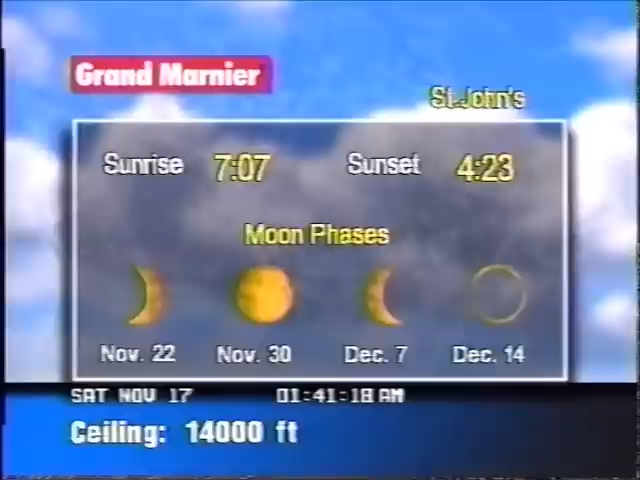 Grand Marnier
St.John's
Sunrise 7:07 Sunset 4:23
Moon Phases
Nov. 22 Nov. 30 Dec. 7 Dec. 14
SAT NOV 17 01:41:18 AM
Ceiling: 14000 ft